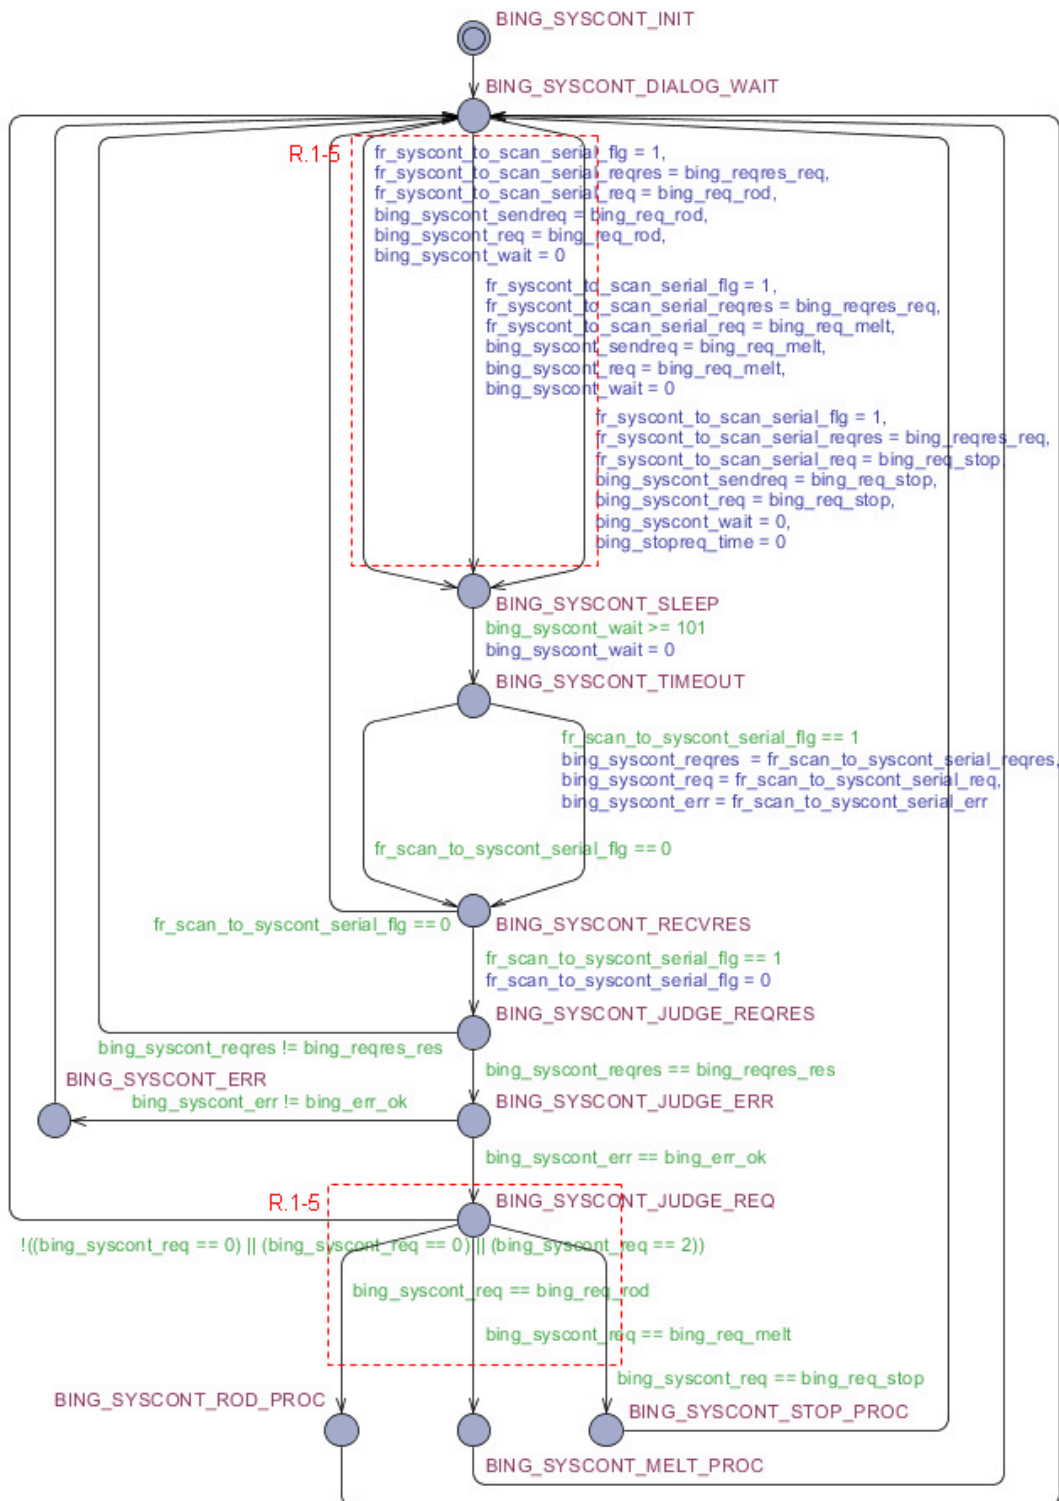 BING_SYSCONT_INIT
BING_SYSCONT_DIALOG_WAIT
R.1-5
fr_syscont_to_scan_serial_flg = 1,
fr_syscont_to_scan_serial_reqres = bing_reqres_req,
fr_syscont_to_scan_serial_req = bing_req_rod,
bing_syscont_sendreq = bing_req_rod,
bing_syscont_req = bing_req_rod,
bing_syscont_wait = 0
fr_syscont_to_scan_serial_flg = 1,
fr_syscont_to_scan_serial_reqres = bing_reqres_req,
fr_syscont_to_scan_serial_req = bing_req_melt,
bing_syscont_sendreq = bing_req_melt,
bing_syscont_req = bing_req_melt,
bing_syscont_wait = 0
fr_syscont_to_scan_serial_flg = 1,
fr_syscont_to_scan_serial_reqres = bing_reqres_req,
fr_syscont_to_scan_serial_req = bing_req_stop,
bing_syscont_sendreq = bing_req_stop,
bing_syscont_req = bing_req_stop,
bing_syscont_wait = 0,
bing_stopreq_time = 0
BING_SYSCONT_SLEEP
bing_syscont_wait >= 101
bing_syscont_wait = 0
BING_SYSCONT_TIMEOUT
fr_scan_to_syscont_serial_flg == 1
bing_syscont_reqres = fr_scan_to_syscont_serial_reqres,
bing_syscont_req = fr_scan_to_syscont_serial_req,
bing_syscont_err = fr_scan_to_syscont_serial_err
fr_scan_to_syscont_serial_flg == 0
fr_scan_to_syscont_serial_flg == 0
BING_SYSCONT_RECVRES
fr_scan_to_syscont_serial_flg == 1
fr_scan_to_syscont_serial_flg = 0
BING_SYSCONT_JUDGE_REQRES
bing_syscont_reqres != bing_reqres_res
bing_syscont_reqres == bing_reqres_res
BING_SYSCONT_ERR
bing_syscont_err != bing_err_ok
BING_SYSCONT_JUDGE_ERR
bing_syscont_err == bing_err_ok
R.1-5
BING_SYSCONT_JUDGE_REQ
!((bing_syscont_req == 0) || (bing_syscont_req == 0) || (bing_syscont_req == 2))
bing_syscont_req == bing_req_rod
bing_syscont_req == bing_req_melt
bing_syscont_req == bing_req_stop
BING_SYSCONT_ROD_PROC
BING_SYSCONT_STOP_PROC
BING_SYSCONT_MELT_PROC